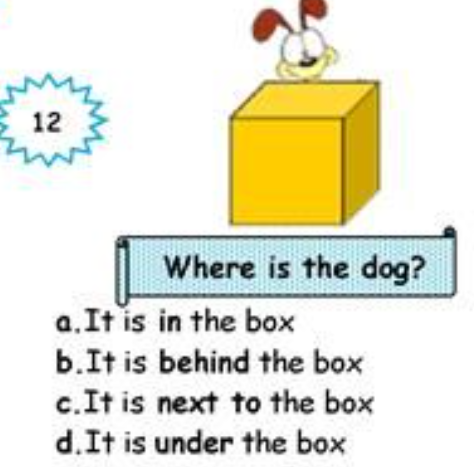 12
Where is the dog?
a.It is in the box
b.It is behind the box
c.It is next to the box
d.It is under the box